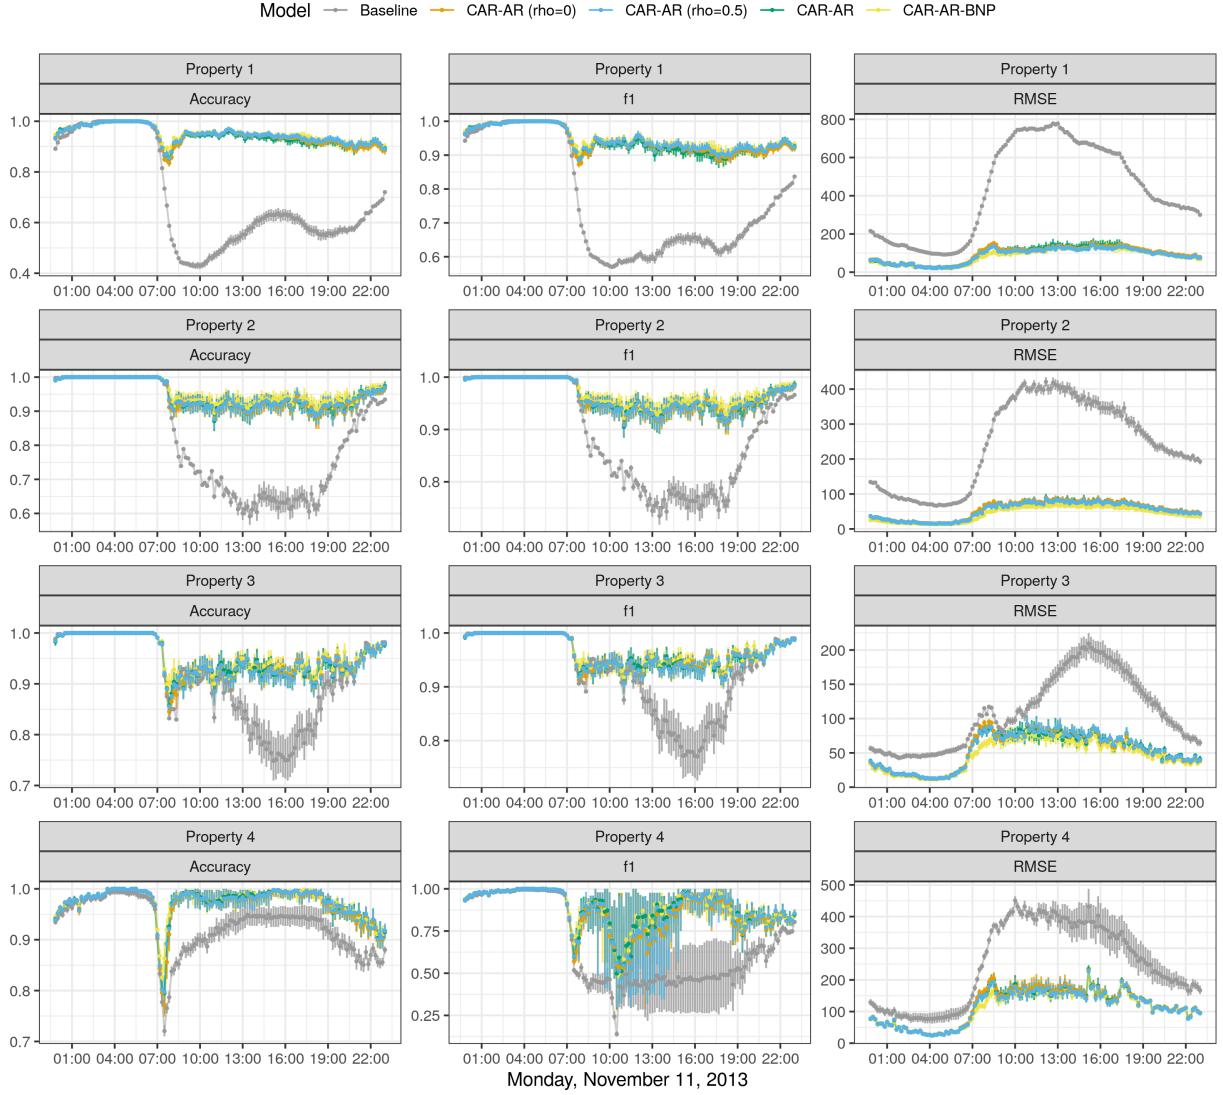 Model Baseline CAR-AR (rho=0) CAR-AR (rho=0.5) CAR-AR CAR-AR-BNP
Property 1 Property 1 Property 1
Accuracy f1 RMSE
1.0 1.0 800
0.8 0.9 600
0.6 0.8 400
0.4 0.7 200
0.6 0
01:00 04:00 07:00 10:00 13:00 16:00 19:00 22:00 01:00 04:00 07:00 10:00 13:00 16:00 19:00 22:00 01:00 04:00 07:00 10:00 13:00 16:00 19:00 22:00
Property 2 Property 2 Property 2
Accuracy f1 RMSE
1.0 1.0 400
0.9 0.9 300
0.8 0.8 200
0.7 100
0.6 0
01:00 04:00 07:00 10:00 13:00 16:00 19:00 22:00 01:00 04:00 07:00 10:00 13:00 16:00 19:00 22:00 01:00 04:00 07:00 10:00 13:00 16:00 19:00 22:00
Property 3 Property 3 Property 3
Accuracy f1 RMSE
1.0 1.0 200
0.9 0.9 150
0.8 0.8 100
0.7 50
0
01:00 04:00 07:00 10:00 13:00 16:00 19:00 22:00 01:00 04:00 07:00 10:00 13:00 16:00 19:00 22:00 01:00 04:00 07:00 10:00 13:00 16:00 19:00 22:00
Property 4 Property 4 Property 4
Accuracy f1 RMSE
1.0 1.00 500
0.9 0.75 400
0.8 0.50 300
0.7 0.25 200
100
0
01:00 04:00 07:00 10:00 13:00 16:00 19:00 22:00 01:00 04:00 07:00 10:00 13:00 16:00 19:00 22:00 01:00 04:00 07:00 10:00 13:00 16:00 19:00 22:00
Monday, November 11, 2013